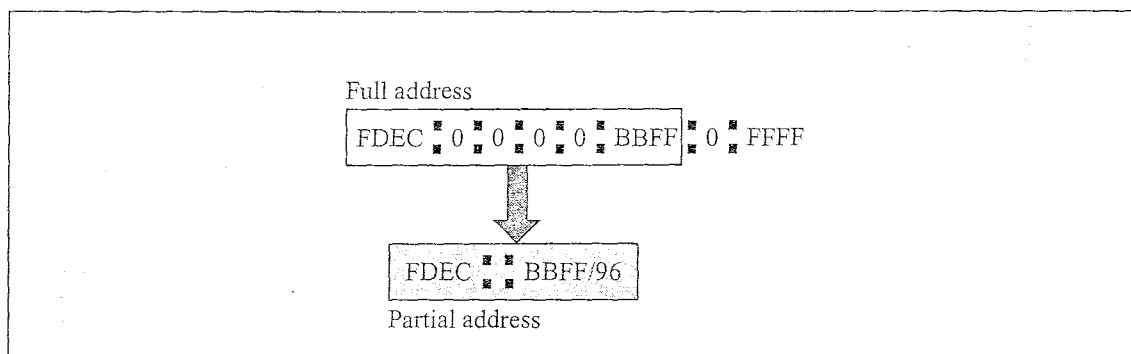 Full address
FDEC : 0 : 0 : 0 : 0 : BBFF : 0 : FFFF
FDEC : : BBFF/96
Partial address